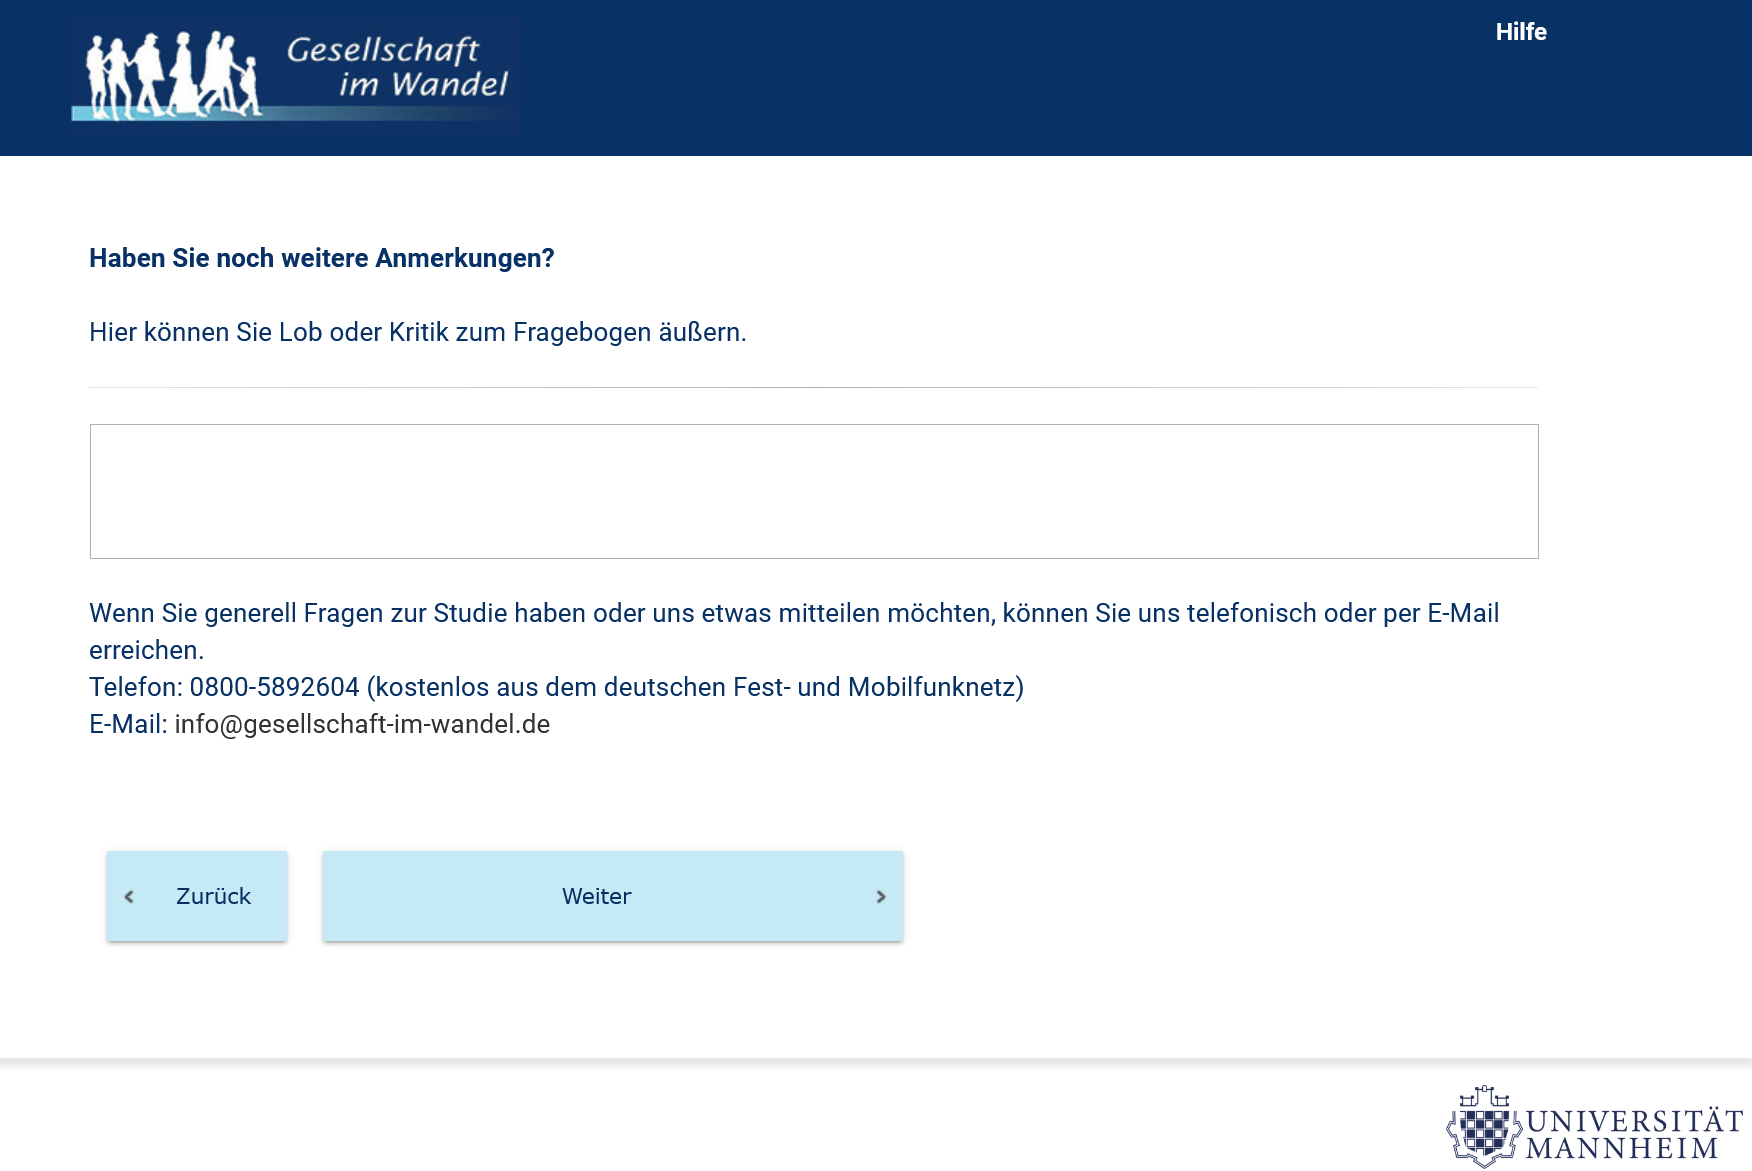 Gesellschaft
im Wandel
Hilfe
Haben Sie noch weitere Anmerkungen?
Hier können Sie Lob oder Kritik zum Fragebogen äußern.
Wenn Sie generell Fragen zur Studie haben oder uns etwas mitteilen möchten, können Sie uns telefonisch oder per E-Mail
erreichen.
Telefon: 0800-5892604 (kostenlos aus dem deutschen Fest- und Mobilfunknetz)
E-Mail: info@gesellschaft-im-wandel.de
Zurück
Weiter
UNIVERSITÄT
MANNHEIM